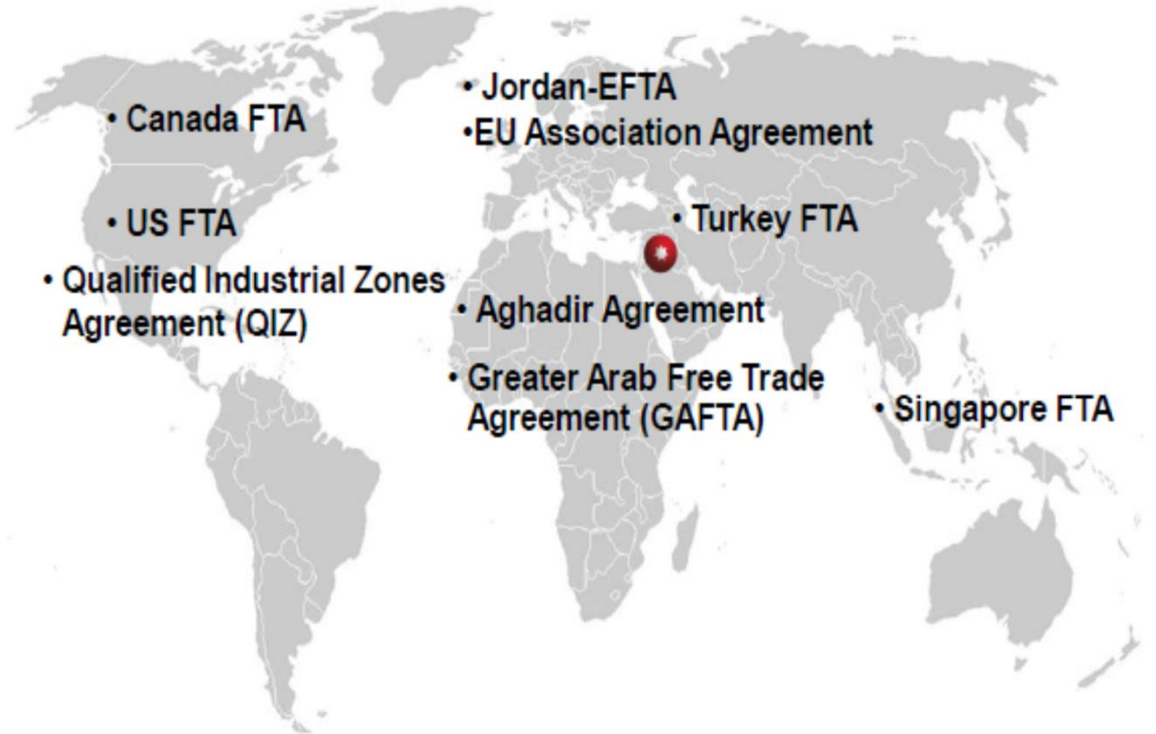 • Jordan-EFTA
• Canada FTA
•EU Association Agreement
• US FTA
• Turkey FTA
• Qualified Industrial Zones
Agreement (QIZ)
• Aghadir Agreement
• Greater Arab Free Trade
Agreement (GAFTA)
• Singapore FTA